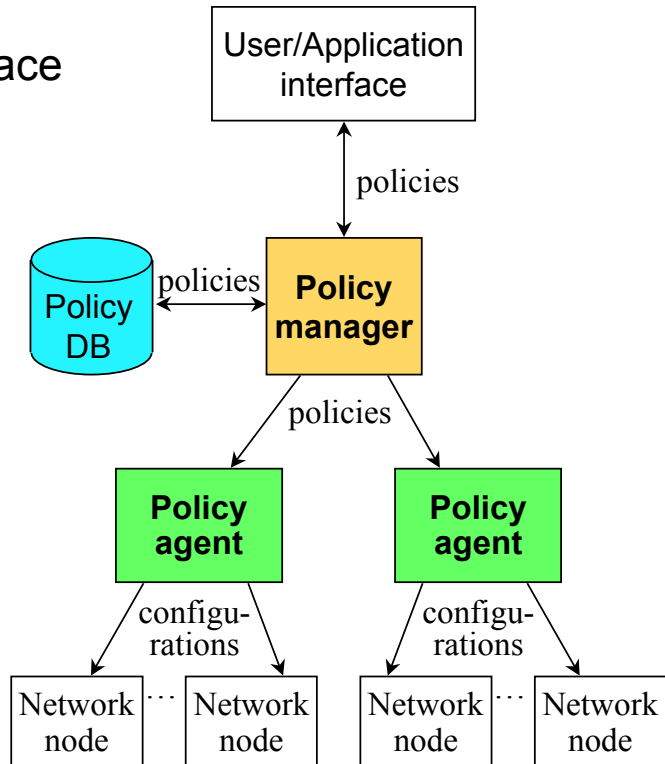 User/Application
interface
ace
policies
policies
Policy
DB
Policy
manager
policies
Policy
agent
Policy
agent
configu-
rations
configu-
rations
Network
node
...
Network
node
Network
node
...
Network
node